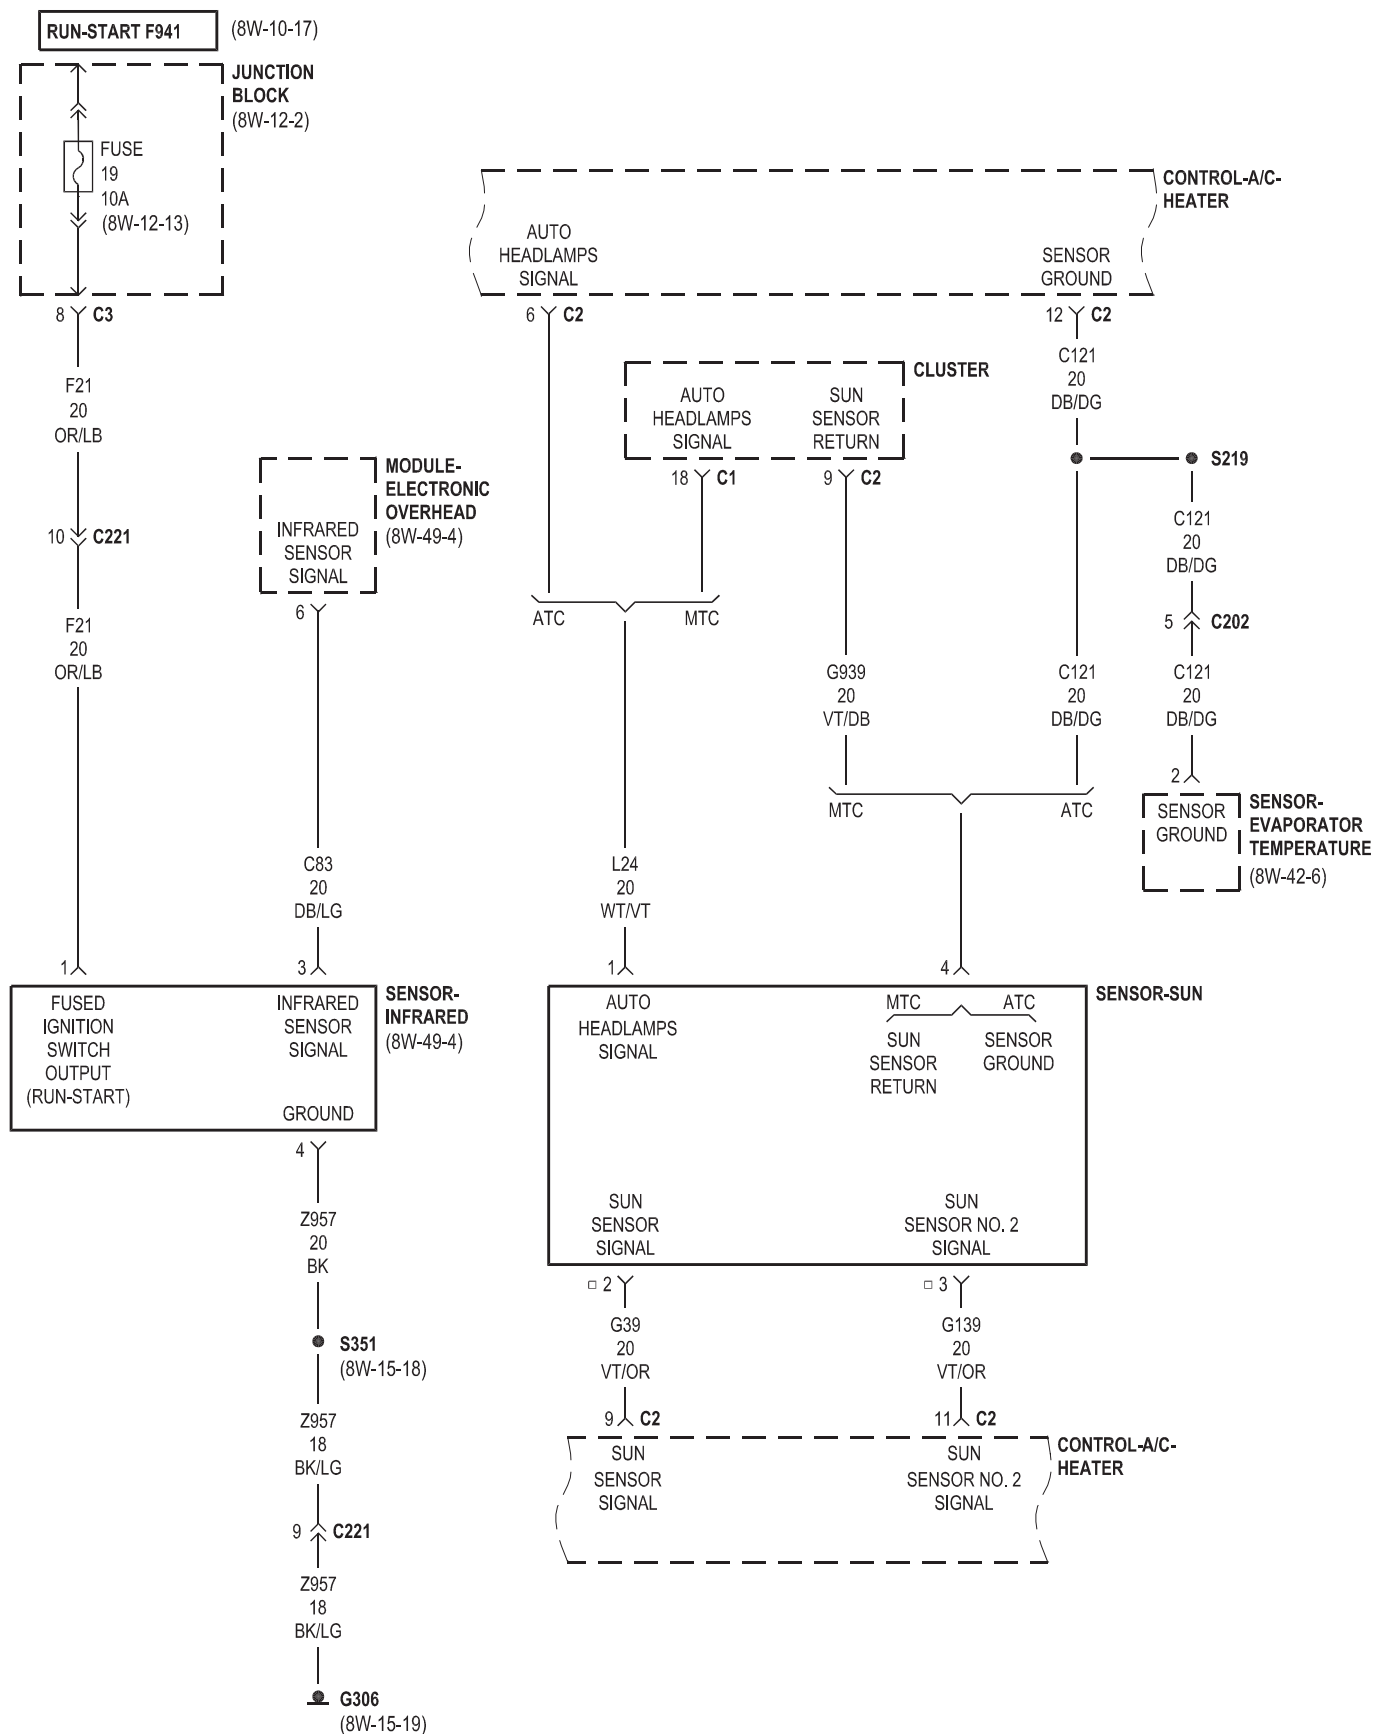 RUN-START F941 (8W-10-17)
JUNCTION
BLOCK
(8W-12-2)
FUSE
19
10A
(8W-12-13)
8 C3
F21
20
OR/LB
10 C221
F21
20
OR/LB
MODULE-
ELECTRONIC
OVERHEAD
(8W-49-4)
INFRARED
SENSOR
SIGNAL
6
C83
20
DB/LG
1
3
FUSED
IGNITION
SWITCH
OUTPUT
(RUN-START)
INFRARED
SENSOR
SIGNAL
GROUND
SENSOR-
INFRARED
(8W-49-4)
4
Z957
20
BK
S351
(8W-15-18)
Z957
18
BK/LG
9 C221
Z957
18
BK/LG
G306
(8W-15-19)
CONTROL-A/C-
HEATER
AUTO
HEADLAMPS
SIGNAL
SENSOR
GROUND
6 C2
12 C2
CLUSTER
AUTO
HEADLAMPS
SIGNAL
SUN
SENSOR
RETURN
18 C1
9 C2
C121
20
DB/DG
S219
C121
20
DB/DG
5 C202
ATC MTC
G939
20
VT/DB
C121
20
DB/DG
C121
20
DB/DG
2
MTC ATC
SENSOR
GROUND
SENSOR-
EVAPORATOR
TEMPERATURE
(8W-42-6)
L24
20
WT/VT
1
4
SENSOR-SUN
AUTO
HEADLAMPS
SIGNAL
MTC ATC
SUN
SENSOR
RETURN
SENSOR
GROUND
SUN
SENSOR
SIGNAL
SUN
SENSOR NO. 2
SIGNAL
2
3
G39
20
VT/OR
G139
20
VT/OR
9 C2
11 C2
SUN
SENSOR
SIGNAL
SUN
SENSOR NO. 2
SIGNAL
CONTROL-A/C-
HEATER